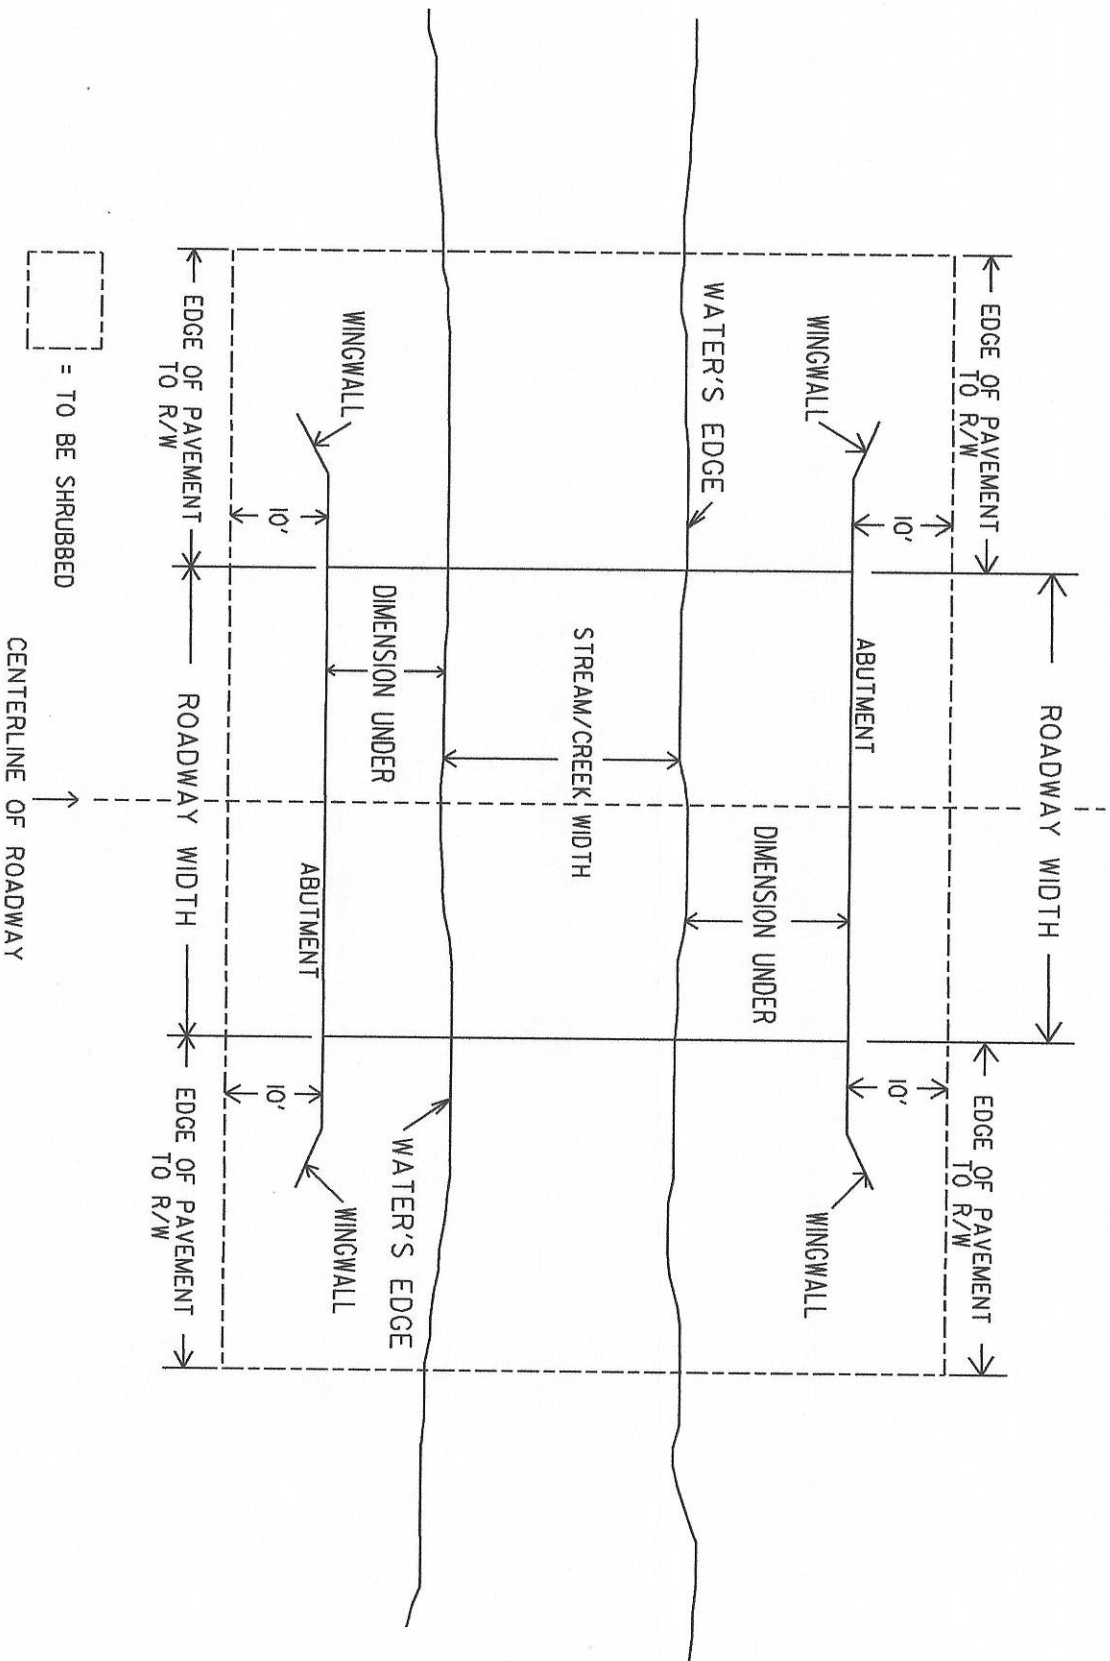 ROADWAY WIDTH
EDGE OF PAVEMENT
TO R/W
EDGE OF PAVEMENT
TO R/W
10'
10'
WINGWALL
ABUTMENT
WINGWALL
WATER'S EDGE
DIMENSION UNDER
STREAM/CREEK WIDTH
DIMENSION UNDER
WATER'S EDGE
WINGWALL
ABUTMENT
WINGWALL
10'
10'
EDGE OF PAVEMENT
TO R/W
ROADWAY WIDTH
EDGE OF PAVEMENT
TO R/W
= TO BE SHRUBBED
CENTERLINE OF ROADWAY